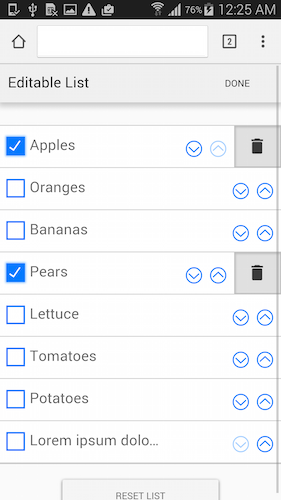 76% 12:25 AM
2
Editable List DONE
Apples
Oranges
Bananas
Pears
Lettuce
Tomatoes
Potatoes
Lorem ipsum dolo...
RESET LIST